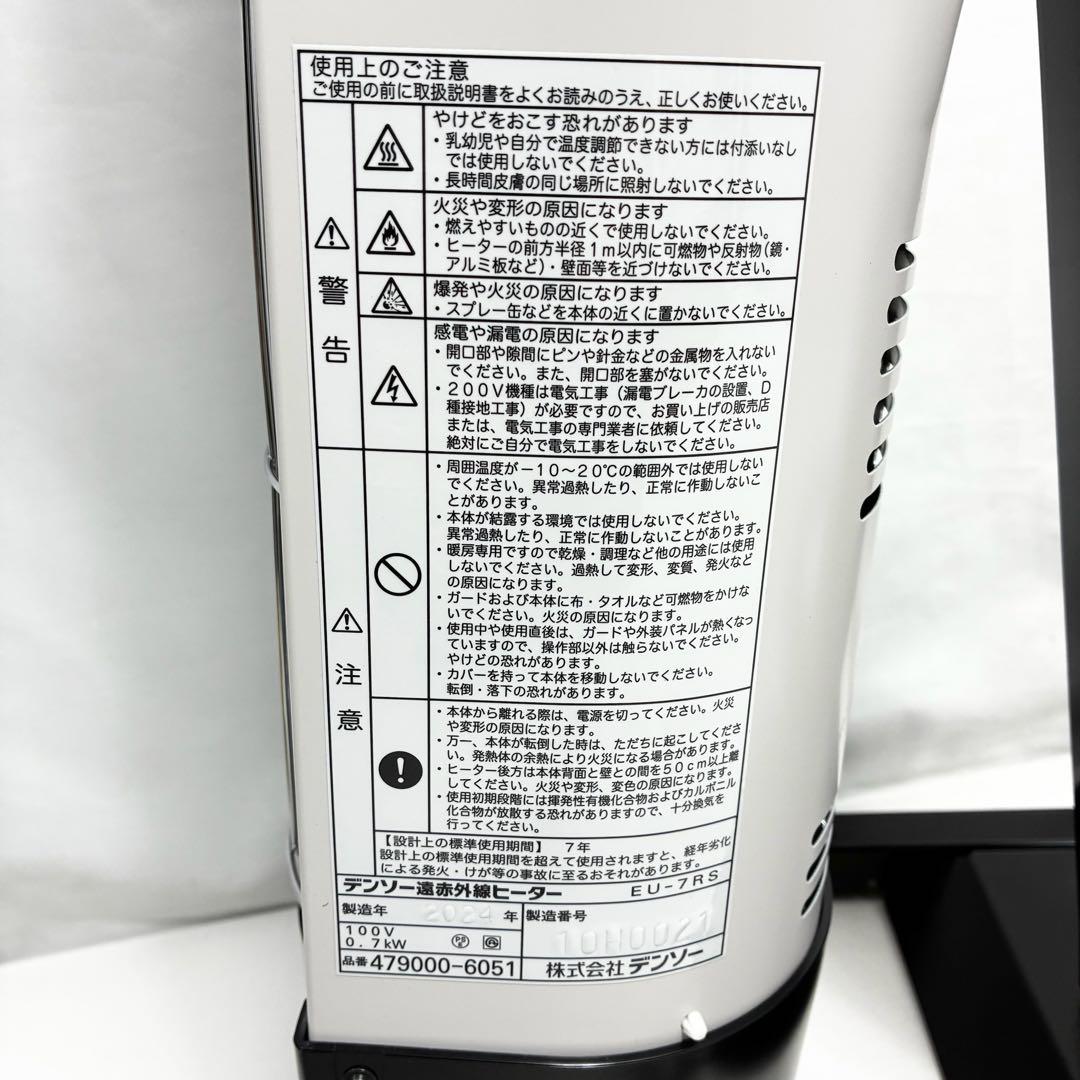 使用上のご注意
ご使用の前に取扱説明書をよくお読みのうえ、正しくお使いください。
警告
やけどをおこす恐れがあります
・乳幼児や自分で温度調節できない方には付添いなし
では使用しないでください。
・長時間皮膚の同じ場所に照射しないでください。
火災や変形の原因になります
・燃えやすいものの近くで使用しないでください。
・ヒーターの前方半径1m以内に可燃物や反射物(鏡・
アルミ板など)・壁面等を近づけないでください。
爆発や火災の原因になります
・スプレー缶などを本体の近くに置かないでください。
感電や漏電の原因になります
・開口部や隙間にピンや針金などの金属物を入れない
でください。また、開口部を塞がないでください。
・200V機種は電気工事(漏電ブレーカの設置、D
種接地工事)が必要ですので、お買い上げの販売店
または、電気工事の専門業者に依頼してください。
絶対にご自分で電気工事をしないでください。
注意
・周囲温度が−10〜20℃の範囲外では使用しない
でください。異常過熱したり、正常に作動しないこ
とがあります。
・本体が結露する環境では使用しないでください。
異常過熱したり、正常に作動しないことがあります。
・暖房専用ですので乾燥・調理など他の用途には使用
しないでください。過熱して変形、変質、発火など
の原因になります。
・ガードおよび本体に布・タオルなど可燃物をかけな
いでください。火災の原因になります。
・使用中や使用直後は、ガードや外装パネルが熱くなっ
ていますので、操作部以外は触らないでください。
やけどの恐れがあります。
・カバーを持って本体を移動しないでください。
転倒・落下の恐れがあります。
・本体から離れる際は、電源を切ってください。火災
や変形の原因になります。
・万一、本体が転倒した時は、ただちに起こしてくださ
い。発熱体の余熱により火災になる場合があります。
・ヒーター後方は本体背面と壁との間を50cm以上離
してください。火災や変形、変色の原因になります。
・使用初期段階には揮発性有機化合物およびカルボニル
化合物が放散する恐れがありますので、十分換気を
行ってください。
【設計上の標準使用期間】 7年
設計上の標準使用期間を超えて使用されますと、経年劣化
による発火・けが等の事故に至るおそれがあります。
デンソー遠赤外線ヒーター EU-7RS
製造年 2024 年 製造番号 10H0021
100V
0.7kW
品番 479000-6051 株式会社 デンソー